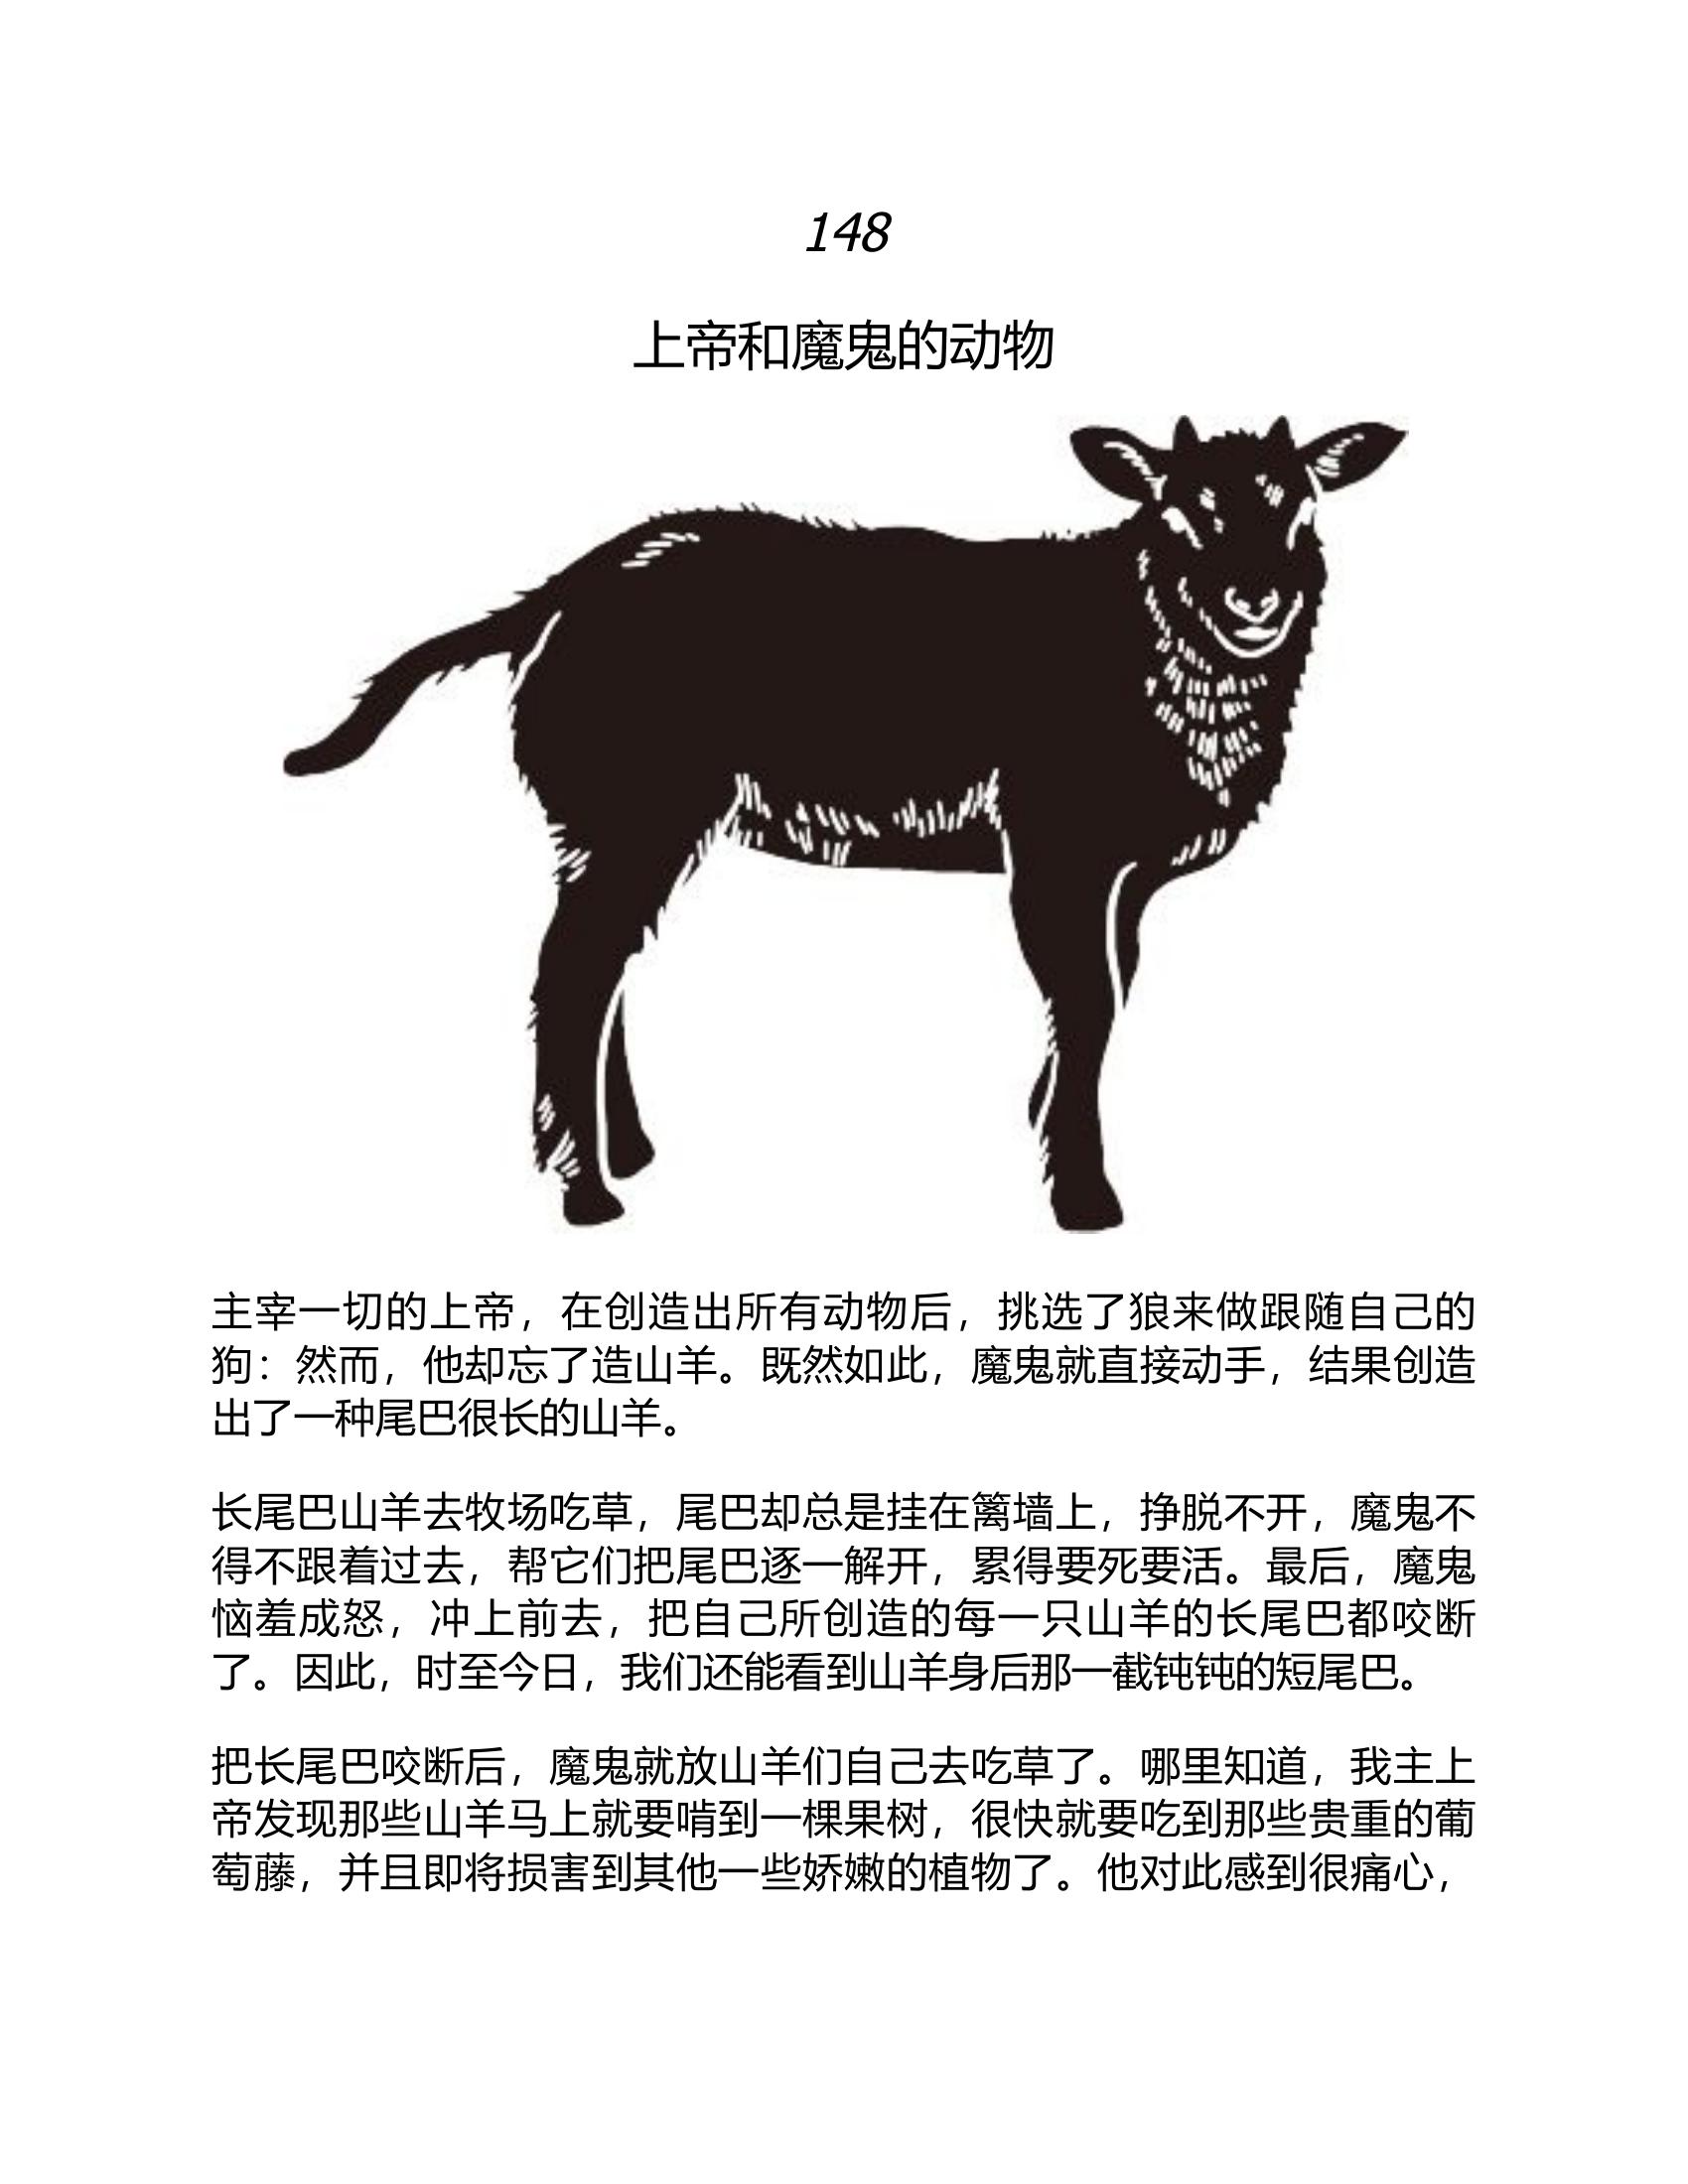 148
上帝和魔鬼的动物
主宰一切的上帝，在创造出所有动物后，挑选了狼来做跟随自己的
狗：然而，他却忘了造山羊。既然如此，魔鬼就直接动手，结果创造
出了一种尾巴很长的山羊。
长尾巴山羊去牧场吃草，尾巴却总是挂在篱墙上，挣脱不开，魔鬼不
得不跟着过去，帮它们把尾巴逐一解开，累得要死要活。最后，魔鬼
恼羞成怒，冲上前去，把自己所创造的每一只山羊的长尾巴都咬断
了。因此，时至今日，我们还能看到山羊身后那一截钝钝的短尾巴。
把长尾巴咬断后，魔鬼就放山羊们自己去吃草了。哪里知道，我主上
帝发现那些山羊马上就要啃到一棵果树，很快就要吃到那些贵重的葡
萄藤，并且即将损害到其他一些娇嫩的植物了。他对此感到很痛心，